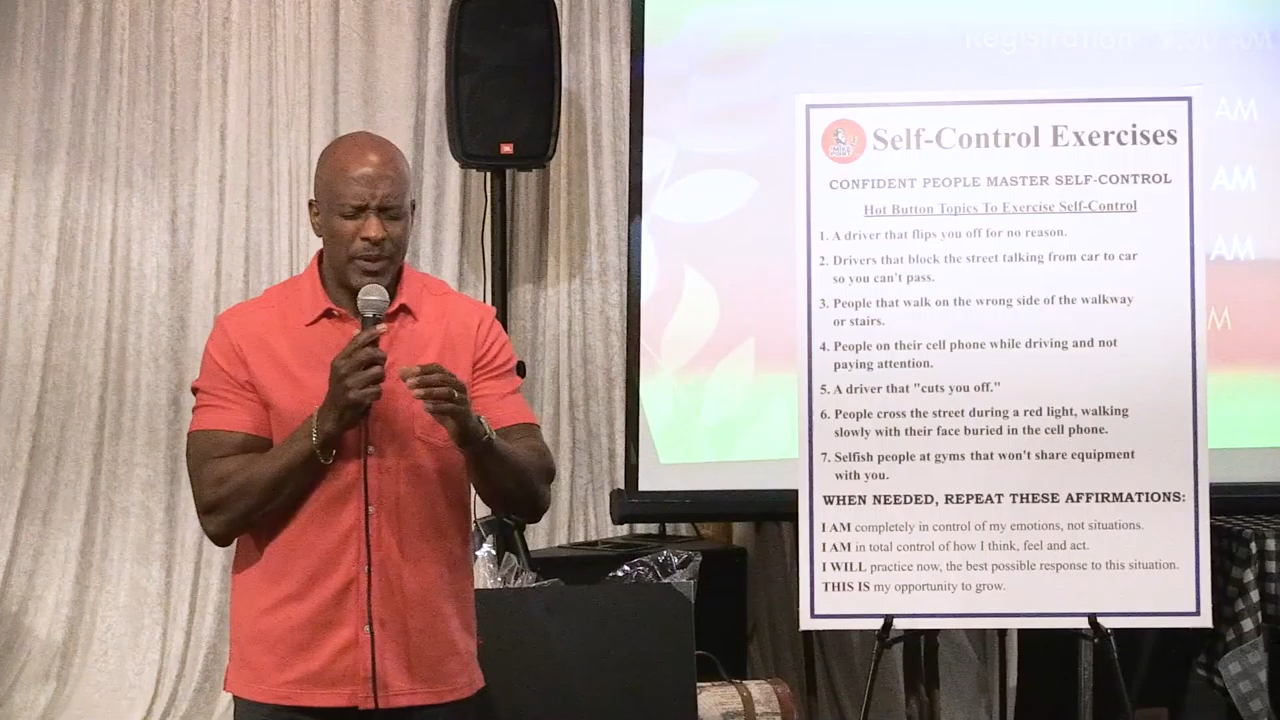 Registration
AM
Self-Control Exercises
CONFIDENT PEOPLE MASTER SELF-CONTROL
AM
Hot Button Topics To Exercise Self-Control
1. A driver that flips you off for no reason.
AM
2. Drivers that block the street talking from car to car
so you can't pass.
3. People that walk on the wrong side of the walkway
or stairs.
M
4. People on their cell phone while driving and not
paying attention.
5. A driver that "cuts you off."
6. People cross the street during a red light, walking
slowly with their face buried in the cell phone.
7. Selfish people at gyms that won't share equipment
with you.
WHEN NEEDED, REPEAT THESE AFFIRMATIONS:
I AM completely in control of my emotions, not situations.
I AM in total control of how I think, feel and act.
I WILL practice now, the best possible response to this situation.
THIS IS my opportunity to grow.
JBL